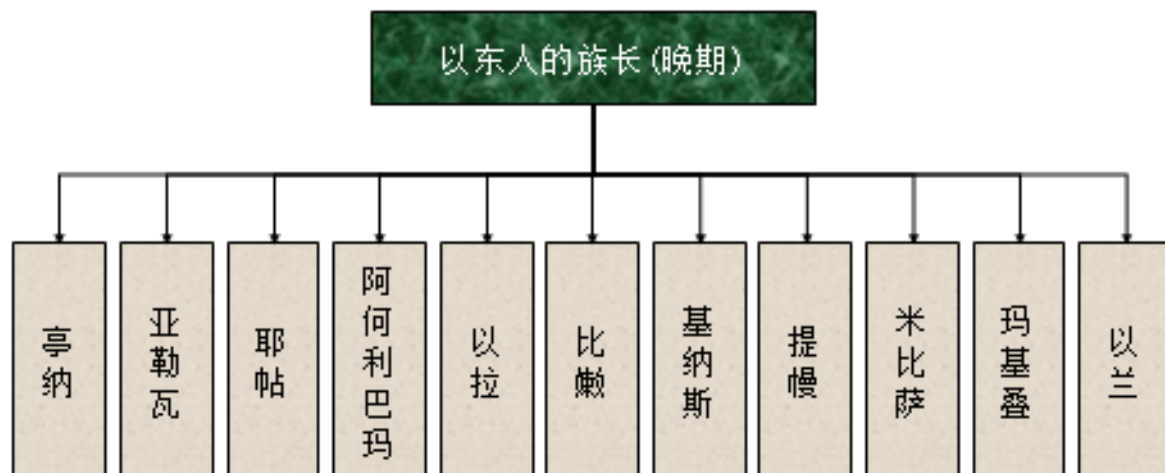 以东人的族长(晚期)
亭纳
亚勒瓦
耶帖
阿何利巴玛
以拉
比嫩
基纳斯
提慢
米比萨
玛基叠
以兰